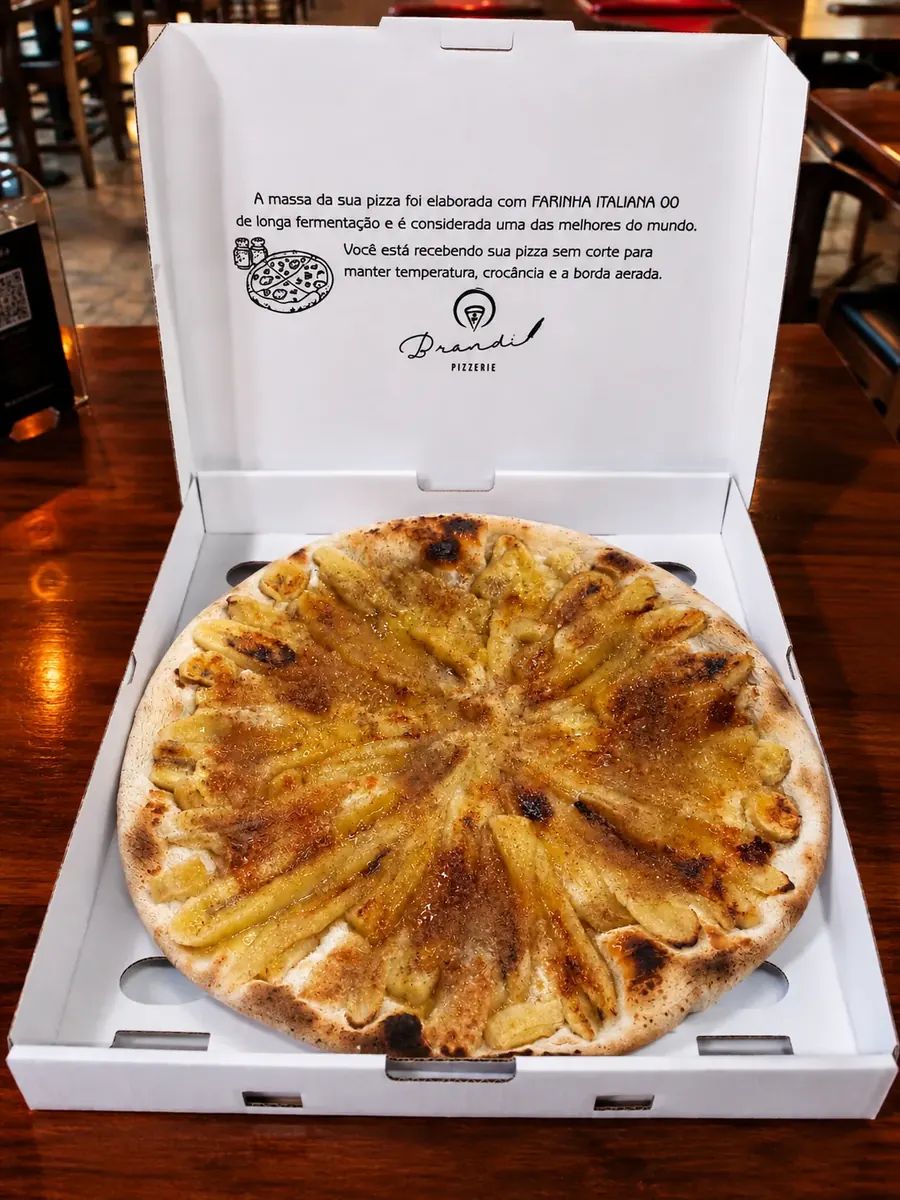 A massa da sua pizza foi elaborada com FARINHA ITALIANA 00
de longa fermentação e é considerada uma das melhores do mundo.
Você está recebendo sua pizza sem corte para
manter temperatura, crocância e a borda aerada.
Brandi
PIZZERIE